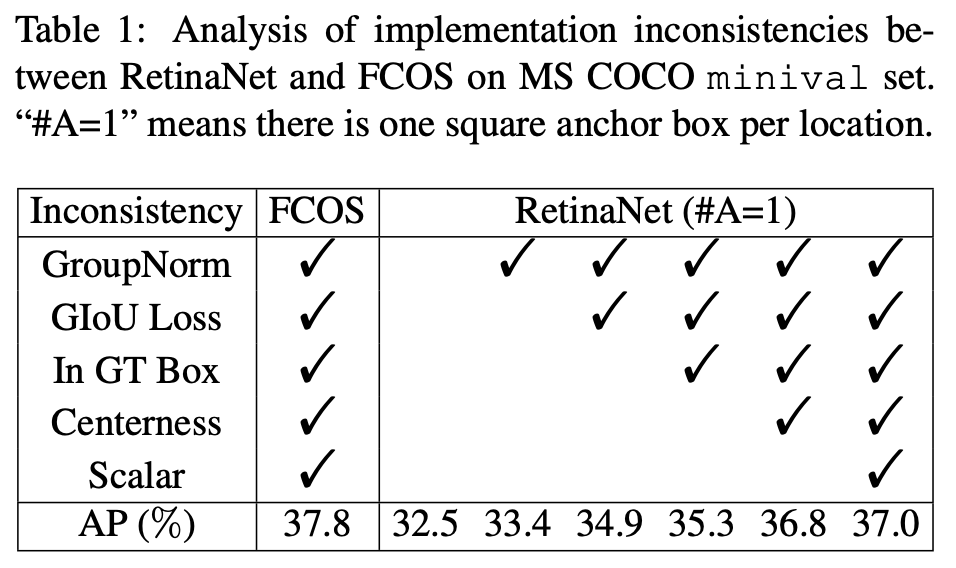 Table 1: Analysis of implementation inconsistencies be-
tween RetinaNet and FCOS on MS COCO minival set.
“#A=1” means there is one square anchor box per location.
Inconsistency FCOS RetinaNet (#A=1)
GroupNorm ✓ ✓ ✓ ✓ ✓ ✓
GIoU Loss ✓ ✓ ✓ ✓ ✓
In GT Box ✓ ✓ ✓ ✓
Centerness ✓ ✓ ✓
Scalar ✓ ✓
AP (%) 37.8 32.5 33.4 34.9 35.3 36.8 37.0